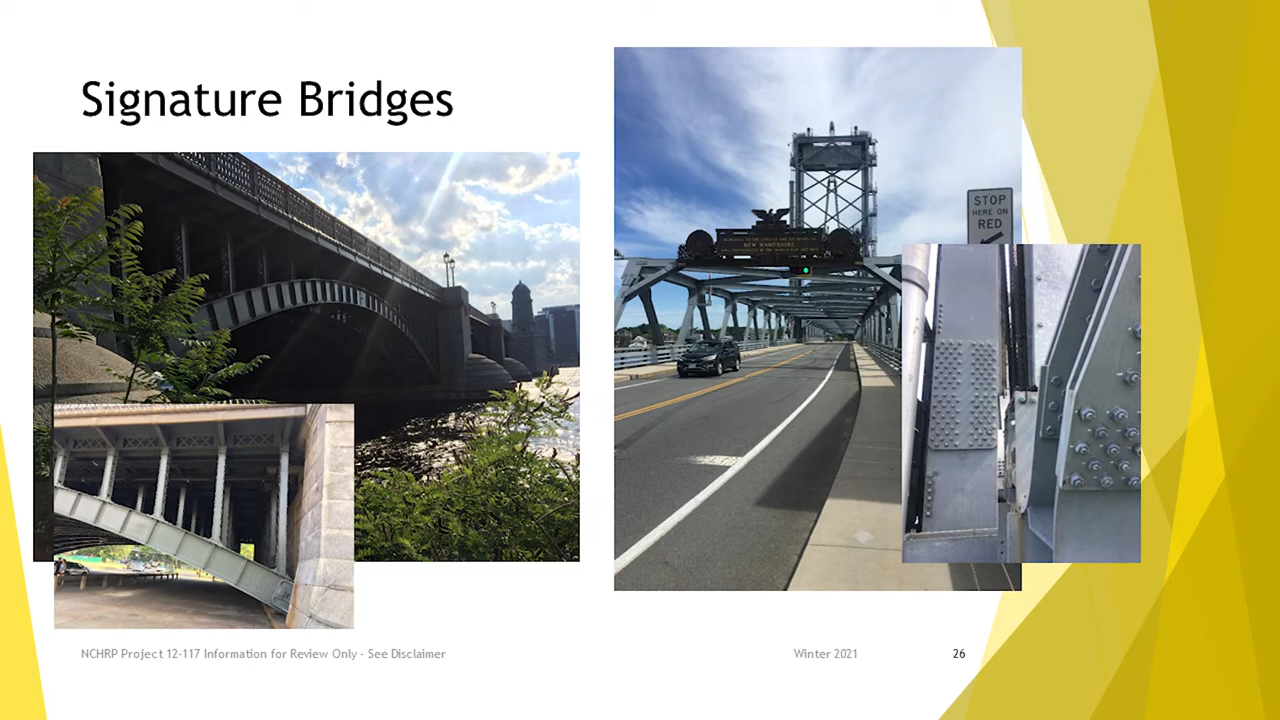 Signature Bridges
STOP
HERE ON
RED
NEW HAMPSHIRE
NCHRP Project 12-117 Information for Review Only - See Disclaimer
Winter 2021
26